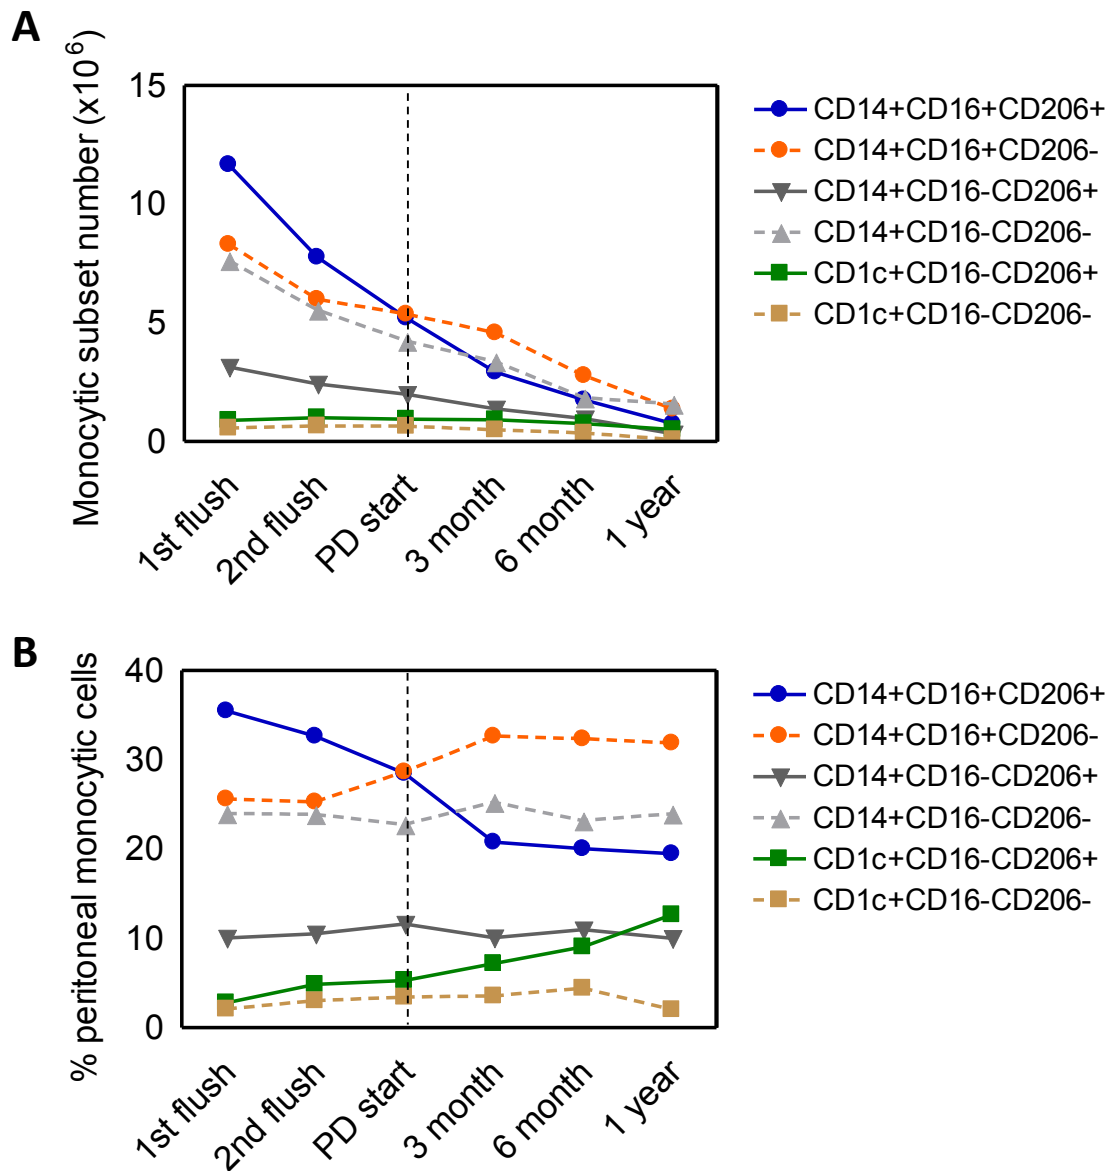 A
Monocytic subset number (x10^6)
15
10
5
0
1st flush
2nd flush
PD start
3 month
6 month
1 year
CD14+CD16+CD206+
CD14+CD16+CD206-
CD14+CD16-CD206+
CD14+CD16-CD206-
CD1c+CD16-CD206+
CD1c+CD16-CD206-
B
% peritoneal monocytic cells
40
30
20
10
0
1st flush
2nd flush
PD start
3 month
6 month
1 year
CD14+CD16+CD206+
CD14+CD16+CD206-
CD14+CD16-CD206+
CD14+CD16-CD206-
CD1c+CD16-CD206+
CD1c+CD16-CD206-